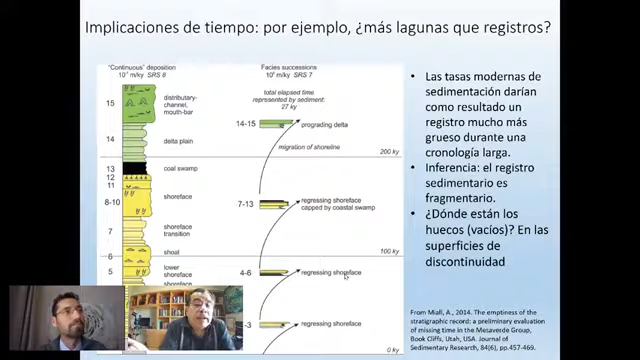 Implicaciones de tiempo: por ejemplo, ¿más lagunas que registros?
"Continuous" deposition
10⁻¹ m/ky SRS 8
Facies successions
10⁰ m/ky SRS 7
total elapsed time
represented by sediment:
27 ky
15
distributary-
channel,
mouth-bar
14-15
prograding delta
14
delta plain
migration of shoreline
200 ky
13
coal swamp
12
11
8-10
shoreface
7-13
regressing shoreface
capped by coastal swamp
7
shoreface
transition
6
shoal
100 ky
5
lower
shoreface
4-6
regressing shoreface
shoreface
-3
regressing shoreface
0 ky
• Las tasas modernas de
sedimentación darían
como resultado un
registro mucho más
grueso durante una
cronología larga.
• Inferencia: el registro
sedimentario es
fragmentario.
• ¿Dónde están los
huecos (vacíos)? En las
superficies de
discontinuidad
From Miall, A., 2014. The emptiness of the
stratigraphic record: a preliminary evaluation
of missing time in the Mesaverde Group,
Book Cliffs, Utah, USA. Journal of
Sedimentary Research, 84(6), pp.457-469.